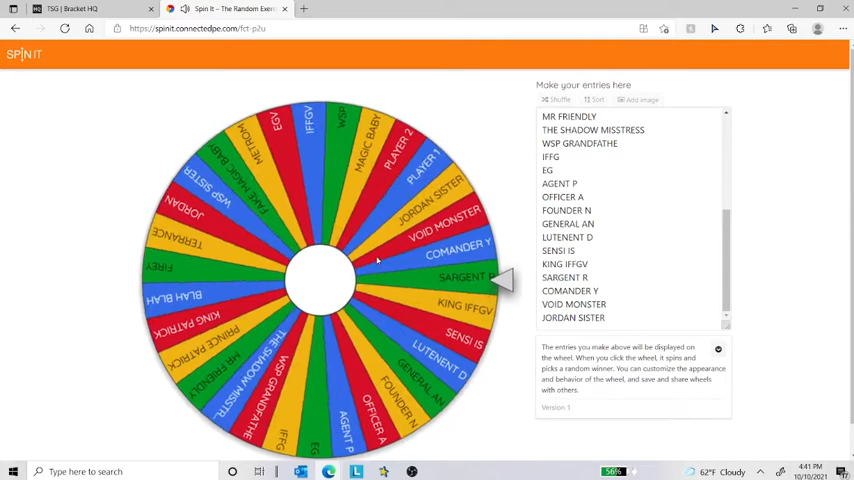 TSG | Bracket HQ
Spin It – The Random Exer
https://spinit.connectedpe.com/fct-p2u
SPIN IT
Make your entries here
Shuffle Sort Add image
MR FRIENDLY
THE SHADOW MISSTRESS
WSP GRANDFATHE
IFFG
EG
AGENT P
OFFICER A
FOUNDER N
GENERAL AN
LUTENENT D
SENSI IS
KING IFFGV
SARGENT R
COMANDER Y
VOID MONSTER
JORDAN SISTER
The entries you make above will be displayed on
the wheel. When you click the wheel, it spins and
picks a random winner. You can customize the appearance
and behavior of the wheel, and save and share wheels
with others.
Version 1
IFFGV
WSP
MAGIC BABY
PLAYER 2
PLAYER 1
JORDAN SISTER
VOID MONSTER
COMANDER Y
SARGENT R
KING IFFGV
SENSI IS
LUTENENT D
GENERAL AN
FOUNDER N
OFFICER A
AGENT P
EG
IFFG
WSP GRANDFATHE
THE SHADOW MISSTR...
MR FRIENDLY
PRINCE PATRICK
KING PATRICK
BLAH BLAH
FIREY
TERRANCE
JORDAN
WSP SISTER
FAKE MAGIC BABY
METROM
EGV
Type here to search
56%
62°F Cloudy
4:41 PM
10/10/2021